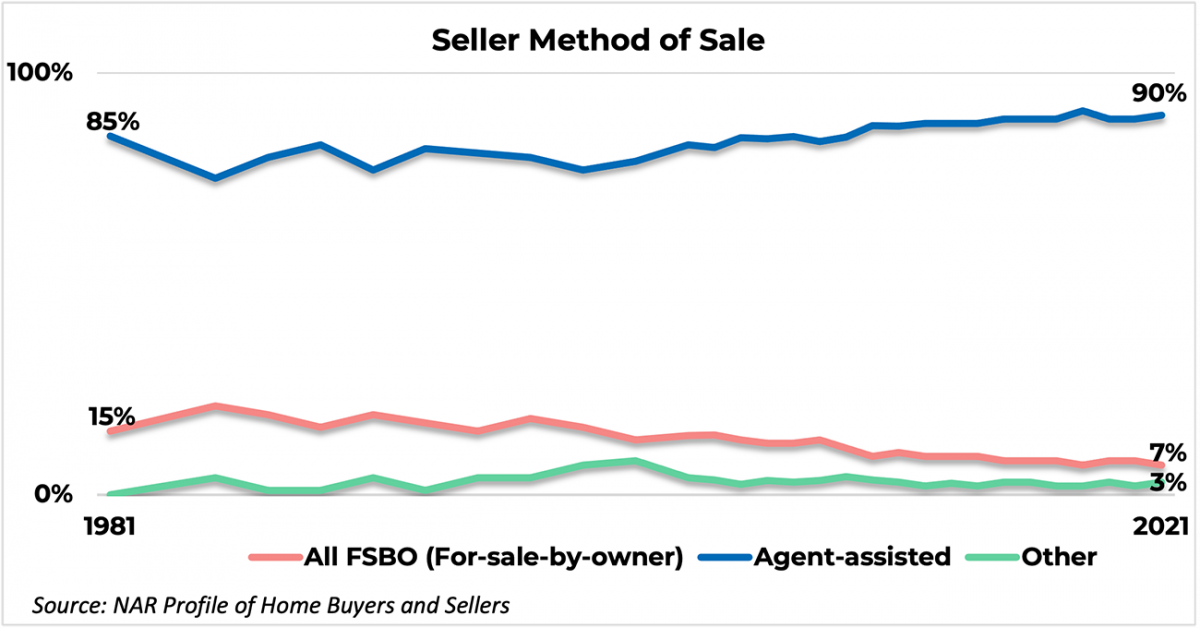 Seller Method of Sale
100%
90%
85%
15%
7%
3%
0%
1981
2021
All FSBO (For-sale-by-owner)
Agent-assisted
Other
Source: NAR Profile of Home Buyers and Sellers